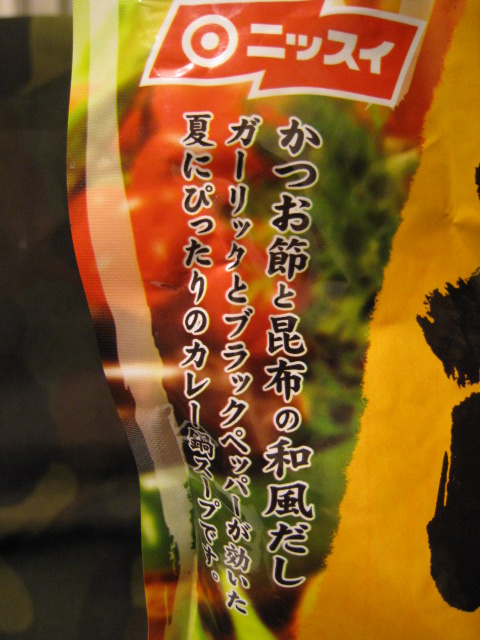 ニッスイ
かつお節と昆布の和風だし
ガーリックとブラックペッパーが効いた
夏にぴったりのカレー鍋スープです。